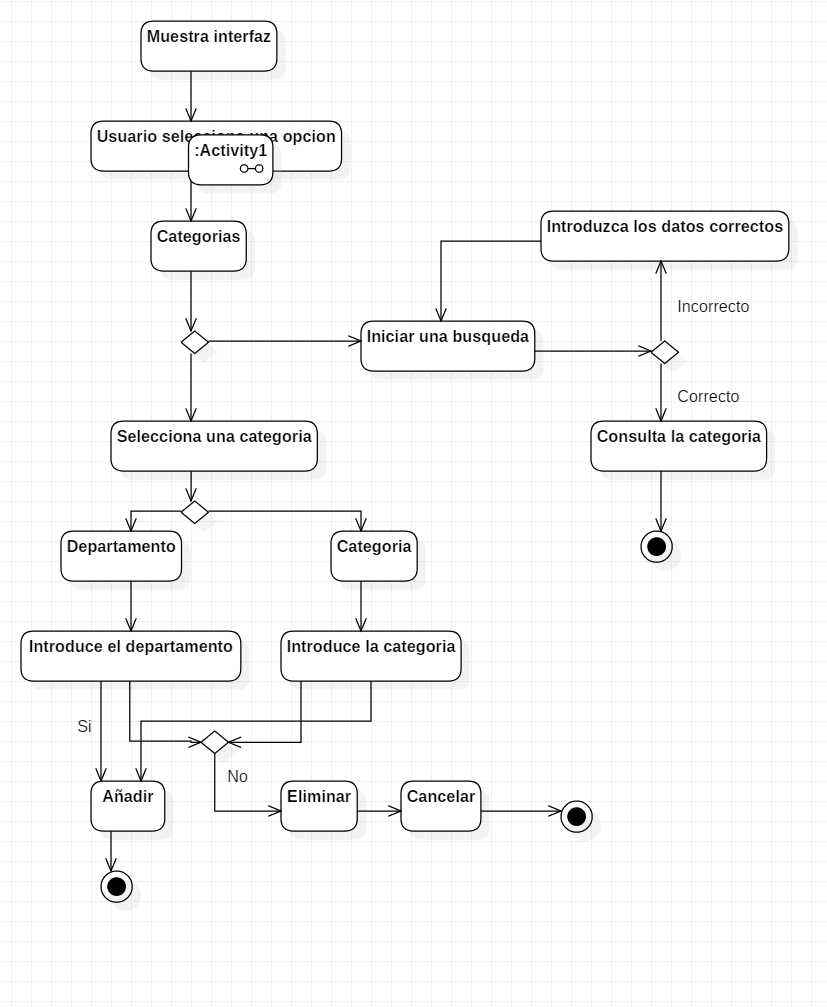 Muestra interfaz
Usuario selecciona una opcion
:Activity1
Categorias
Introduzca los datos correctos
Incorrecto
Iniciar una busqueda
Correcto
Selecciona una categoria
Consulta la categoria
Departamento
Categoria
Introduce el departamento
Introduce la categoria
Si
No
Añadir
Eliminar
Cancelar